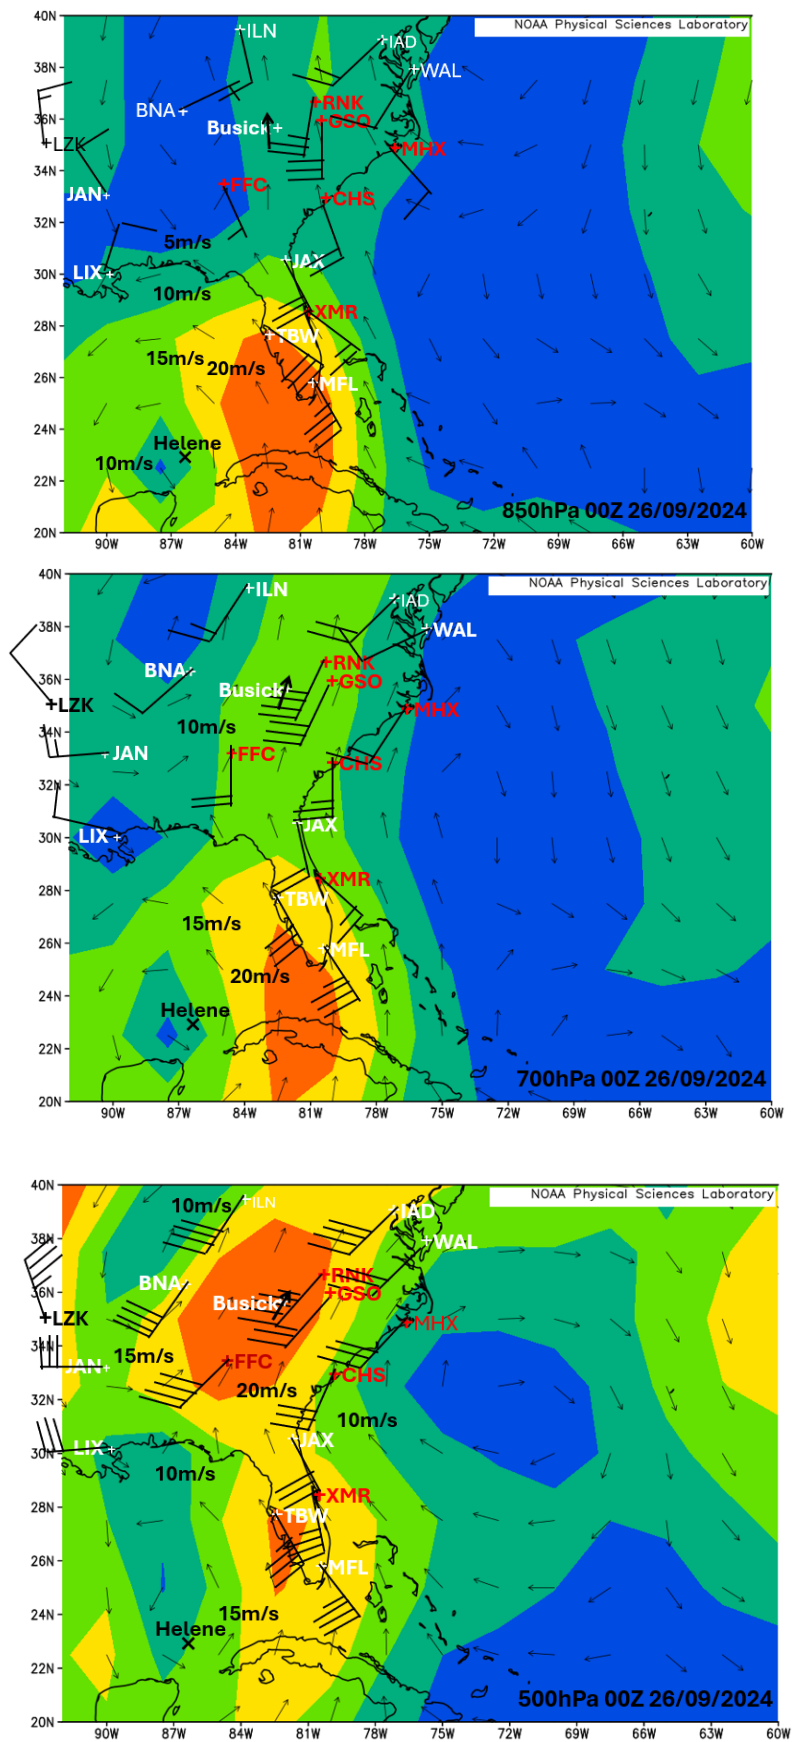 NOAA Physical Sciences Laboratory
40N
ILN
IAD
38N
WAL
36N
RNK
BNA
GSO
Busick
LZK
MHX
34N
FFC
JAN
CHS
32N
5m/s
LIX
JAX
30N
10m/s
XMR
28N
TBW
15m/s
20m/s
MFL
26N
24N
Helene
10m/s
22N
850hPa 00Z 26/09/2024
20N
90W 87W 84W 81W 78W 75W 72W 69W 66W 63W 60W
NOAA Physical Sciences Laboratory
40N
ILN
IAD
38N
WAL
RNK
BNA
36N
GSO
Busick
LZK
MHX
10m/s
34N
JAN
FFC
CHS
32N
JAX
LIX
30N
XMR
28N
TBW
15m/s
MFL
26N
20m/s
24N
Helene
22N
700hPa 00Z 26/09/2024
20N
90W 87W 84W 81W 78W 75W 72W 69W 66W 63W 60W
NOAA Physical Sciences Laboratory
40N
10m/s
ILN
IAD
38N
WAL
RNK
BNA
36N
GSO
Busick
LZK
MHX
34N
15m/s
FFC
JAN
CHS
20m/s
32N
10m/s
JAX
LIX
30N
10m/s
XMR
28N
TBW
MFL
26N
15m/s
24N
Helene
22N
500hPa 00Z 26/09/2024
20N
90W 87W 84W 81W 78W 75W 72W 69W 66W 63W 60W